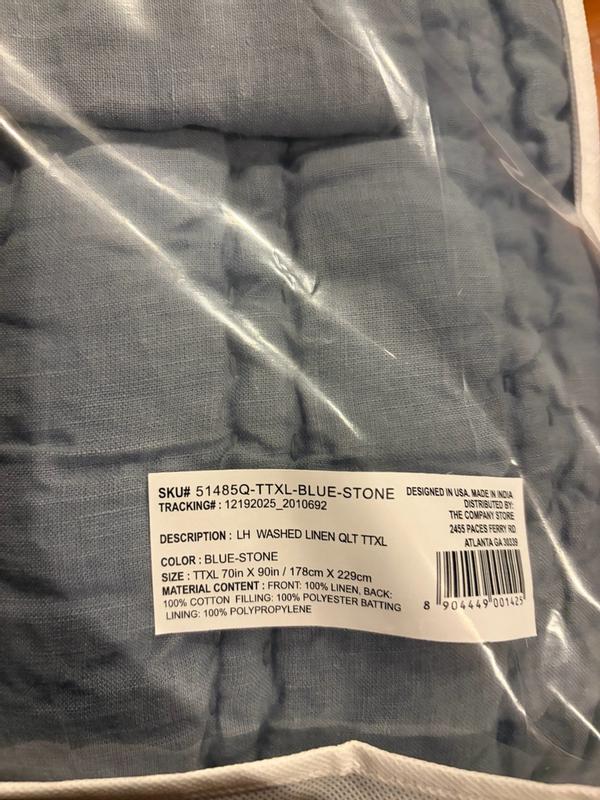 SKU# 51485Q-TTXL-BLUE-STONE
TRACKING# : 12192025_2010692
DESCRIPTION : LH WASHED LINEN QLT TTXL
COLOR : BLUE-STONE
SIZE : TTXL 70in X 90in / 178cm X 229cm
MATERIAL CONTENT : FRONT: 100% LINEN, BACK:
100% COTTON FILLING: 100% POLYESTER BATTING
LINING: 100% POLYPROPYLENE
DESIGNED IN USA. MADE IN INDIA
DISTRIBUTED BY:
THE COMPANY STORE
2455 PACES FERRY RD
ATLANTA GA 30339
8 904449 001425